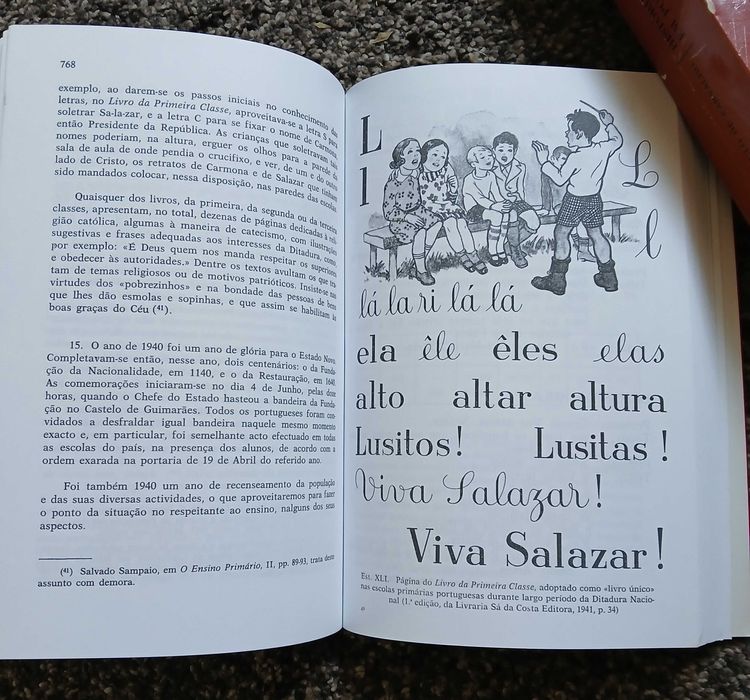 768
exemplo, ao darem-se os passos iniciais no conhecimento das
letras, no Livro da Primeira Classe, aproveitava-se a letra S para
soletrar Sa-la-zar, e a letra C para se fixar o nome de Carmona,
então Presidente da República. As crianças que soletravam tais
nomes poderiam, na altura, erguer os olhos para a parede da
sala de aula de onde pendia o crucifixo, e ver, de um e do outro
lado de Cristo, os retratos de Carmona e de Salazar que tinham
sido mandados colocar, nessa disposição, nas paredes das escolas.
Quaisquer dos livros, da primeira, da segunda ou da terceira
classes, apresentam, no total, dezenas de páginas dedicadas à reli-
gião católica, algumas à maneira de catecismo, com ilustrações
sugestivas e frases adequadas aos interesses da Ditadura, como
por exemplo: «É Deus quem nos manda respeitar os superiores
e obedecer às autoridades.» Dentre os textos avultam os que tra-
tam de temas religiosos ou de motivos patrióticos. Insiste-se nas
virtudes dos «pobrezinhos» e na bondade das pessoas de bem
que lhes dão esmolas e sopinhas, e que assim se habilitam às
boas graças do Céu (⁴¹).
15. O ano de 1940 foi um ano de glória para o Estado Novo.
Completavam-se então, nesse ano, dois centenários: o da Funda-
ção da Nacionalidade, em 1140, e o da Restauração, em 1640.
As comemorações iniciaram-se no dia 4 de Junho, pelas doze
horas, quando o Chefe do Estado hasteou a bandeira da Funda-
ção no Castelo de Guimarães. Todos os portugueses foram con-
vidados a desfraldar igual bandeira naquele mesmo momento
exacto e, em particular, foi semelhante acto efectuado em todas
as escolas do país, na presença dos alunos, de acordo com a
ordem exarada na portaria de 19 de Abril do referido ano.
Foi também 1940 um ano de recenseamento da população
e das suas diversas actividades, o que aproveitaremos para fazer
o ponto da situação no respeitante ao ensino, nalguns dos seus
aspectos.
(⁴¹) Salvado Sampaio, em O Ensino Primário, II, pp. 89-93, trata deste
assunto com demora.
L
l
L
l
lá la ri lá lá
ela êle êles elas
alto altar altura
Lusitos! Lusitas!
Viva Salazar!
Viva Salazar!
Est. XLI. Página do Livro da Primeira Classe, adoptado como «livro único»
nas escolas primárias portuguesas durante largo período da Ditadura Nacio-
nal (1.ª edição, da Livraria Sá da Costa Editora, 1941, p. 34)